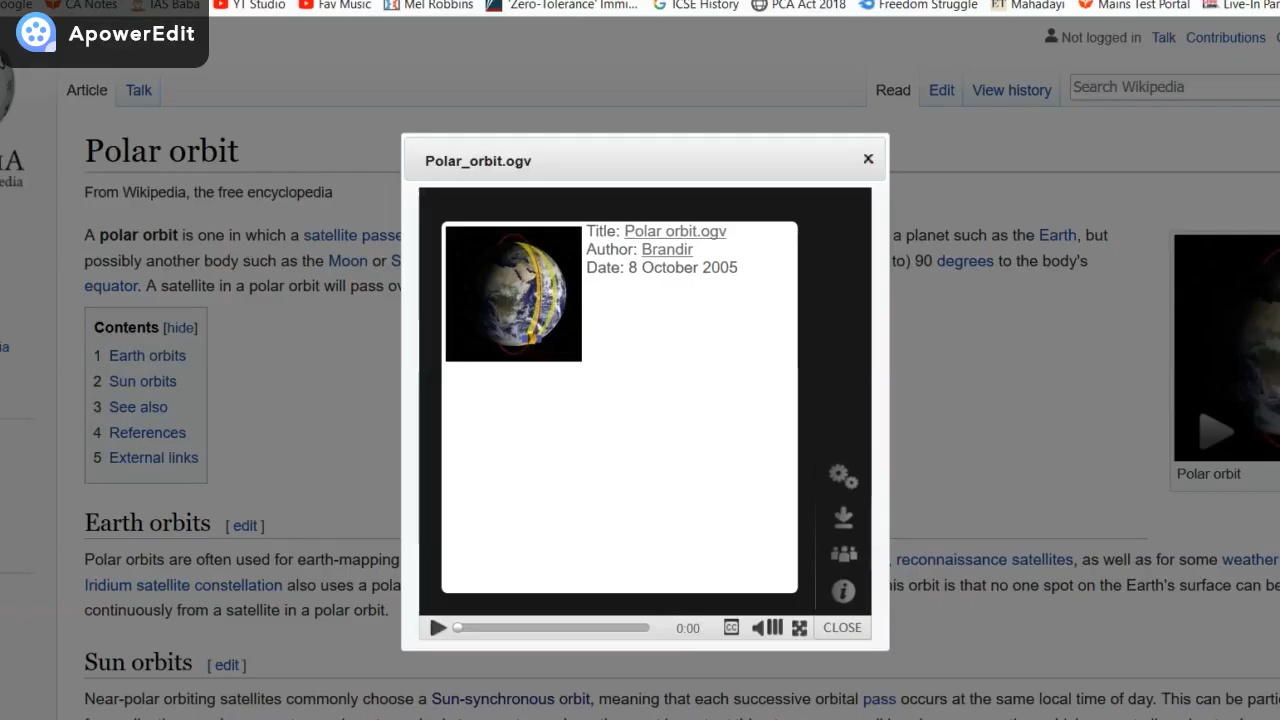 CA Notes IAS Baba YT Studio Fav Music Mel Robbins 'Zero-Tolerance' Immi... ICSE History PCA Act 2018 Freedom Struggle Mahadayi Mains Test Portal
ApowerEdit
Not logged in Talk Contributions
Article Talk Read Edit View history Search Wikipedia
Polar orbit
From Wikipedia, the free encyclopedia
A polar orbit is one in which a satellite passe
a planet such as the Earth, but
possibly another body such as the Moon or S
to) 90 degrees to the body's
equator. A satellite in a polar orbit will pass ov
Contents [hide]
1 Earth orbits
2 Sun orbits
3 See also
4 References
5 External links
Polar_orbit.ogv ×
Title: Polar orbit.ogv
Author: Brandir
Date: 8 October 2005
0:00 CC CLOSE
Polar orbit
Earth orbits [ edit ]
Polar orbits are often used for earth-mapping
, reconnaissance satellites, as well as for some weather
Iridium satellite constellation also uses a pola
his orbit is that no one spot on the Earth's surface can be
continuously from a satellite in a polar orbit.
Sun orbits [ edit ]
Near-polar orbiting satellites commonly choose a Sun-synchronous orbit, meaning that each successive orbital pass occurs at the same local time of day. This can be parti